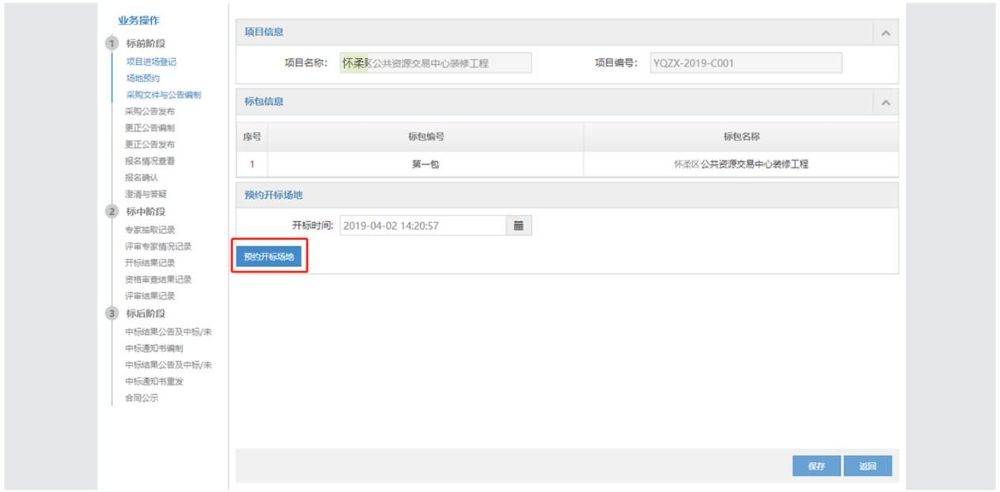 业务操作
1 标前阶段
项目进场登记
场地预约
采购文件与公告编制
采购公告发布
更正公告编制
更正公告发布
报名情况查看
报名确认
澄清与答疑
2 标中阶段
专家抽取记录
评审专家情况记录
开标结果记录
资格审查结果记录
评审结果记录
3 标后阶段
中标结果公告及中标/未
中标通知书编制
中标结果公告及中标/未
中标通知书重发
合同公示
项目信息
项目名称: 怀柔区公共资源交易中心装修工程 项目编号: YQZX-2019-C001
标包信息
序号 标包编号 标包名称
1 第一包 怀柔区公共资源交易中心装修工程
预约开标场地
开标时间: 2019-04-02 14:20:57
预约开标场地
保存 返回